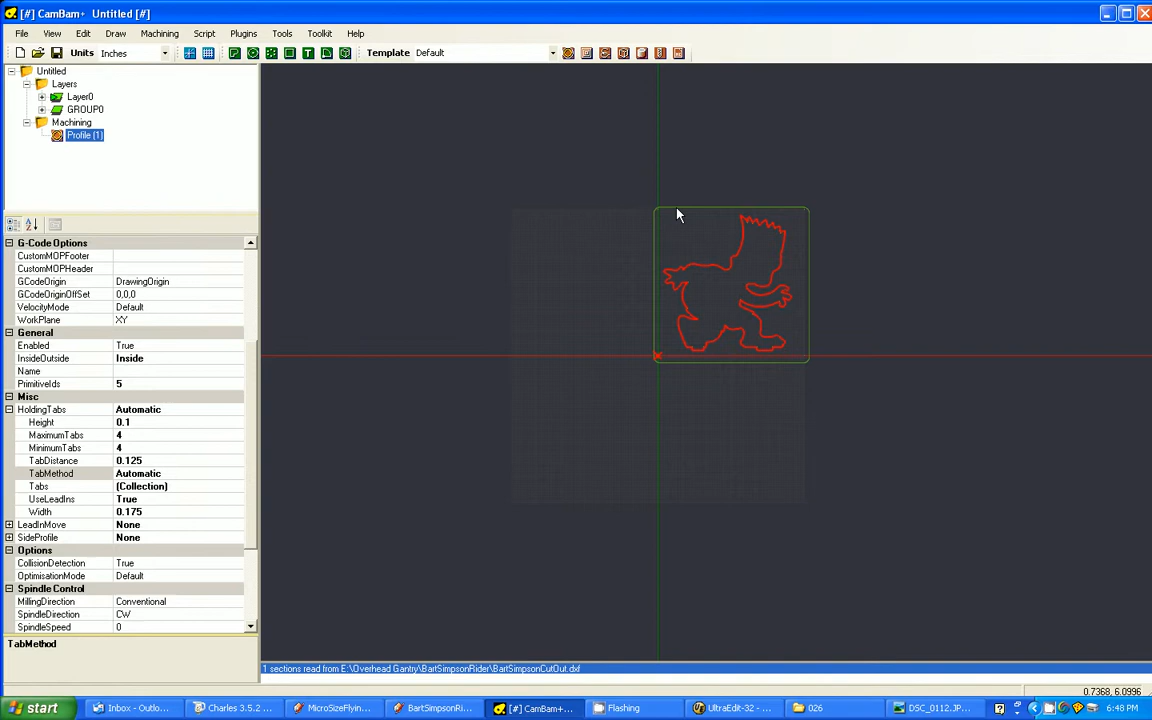 [#] CamBam+  Untitled [#]
File View Edit Draw Machining Script Plugins Tools Toolkit Help
Units Inches Template Default
Untitled
Layers
Layer0
GROUP0
Machining
Profile [1]
G-Code Options
CustomMOPFooter
CustomMOPHeader
GCodeOrigin DrawingOrigin
GCodeOriginOffSet 0,0,0
VelocityMode Default
WorkPlane XY
General
Enabled True
InsideOutside Inside
Name
PrimitiveIds 5
Misc
HoldingTabs Automatic
Height 0.1
MaximumTabs 4
MinimumTabs 4
TabDistance 0.125
TabMethod Automatic
Tabs (Collection)
UseLeadIns True
Width 0.175
LeadInMove None
SideProfile None
Options
CollisionDetection True
OptimisationMode Default
Spindle Control
MillingDirection Conventional
SpindleDirection CW
SpindleSpeed 0
TabMethod
1 sections read from E:\Overhead Gantry\BartSimpsonRider\BartSimpsonCutOut.dxf
0.7368, 6.0996
start Inbox - Outlo... Charles 3.5.2 ... MicroSizeFlyin... BartSimpsonRi... [#] CamBam+... Flashing UltraEdit-32 - ... 026 DSC_0112.JP... 6:48 PM